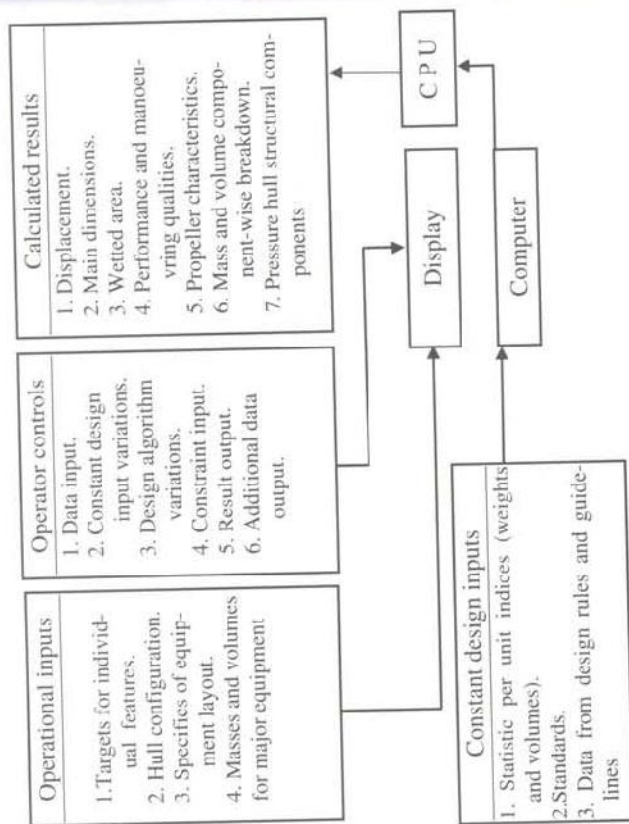 Operational inputs
1.Targets for individ-
ual features.
2. Hull configuration.
3. Specifics of equip-
ment layout.
4. Masses and volumes
for major equipment
Operator controls
1. Data input.
2. Constant design
input variations.
3. Design algorithm
variations.
4. Constraint input.
5. Result output.
6. Additional data
output.
Calculated results
1. Displacement.
2. Main dimensions.
3. Wetted area.
4. Performance and manoeu-
vring qualities.
5. Propeller characteristics.
6. Mass and volume compo-
nent-wise breakdown.
7. Pressure hull structural com-
ponents
Display
C P U
Constant design inputs
1. Statistic per unit indices (weights
and volumes).
2.Standards.
3. Data from design rules and guide-
lines
Computer